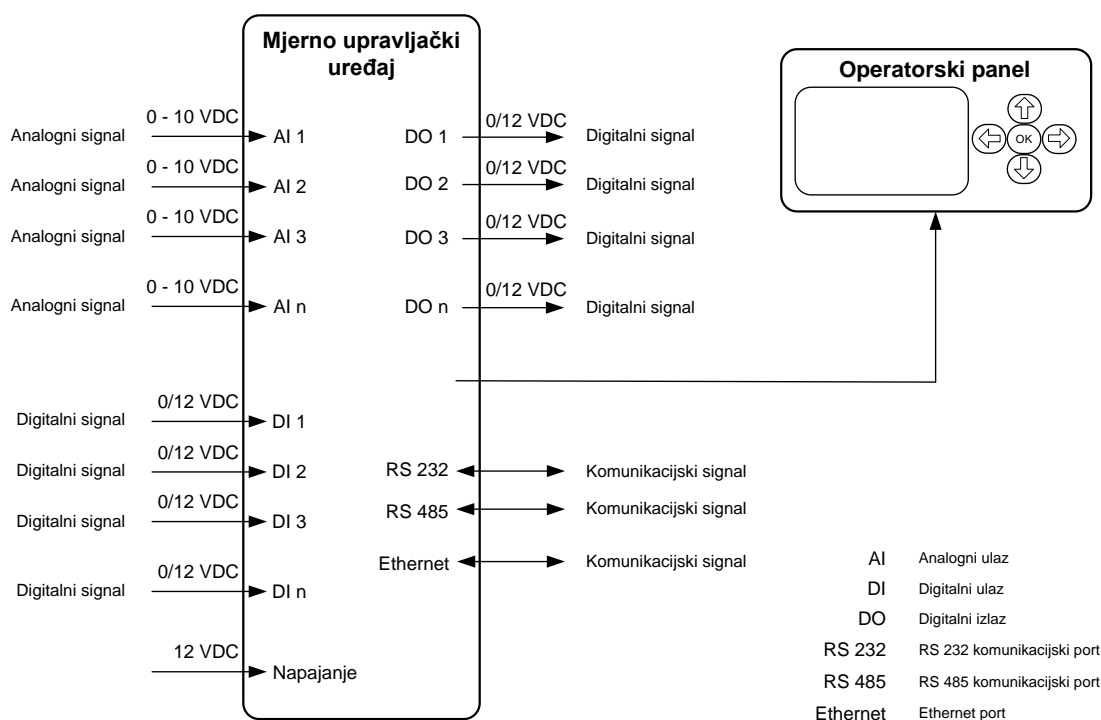 Mjerno upravljački
uređaj
Operatorski panel
OK
Analogni signal 0 - 10 VDC AI 1
DO 1 0/12 VDC Digitalni signal
Analogni signal 0 - 10 VDC AI 2
DO 2 0/12 VDC Digitalni signal
Analogni signal 0 - 10 VDC AI 3
DO 3 0/12 VDC Digitalni signal
Analogni signal 0 - 10 VDC AI n
DO n 0/12 VDC Digitalni signal
Digitalni signal 0/12 VDC DI 1
Digitalni signal 0/12 VDC DI 2
RS 232 Komunikacijski signal
Digitalni signal 0/12 VDC DI 3
RS 485 Komunikacijski signal
Digitalni signal 0/12 VDC DI n
Ethernet Komunikacijski signal
12 VDC Napajanje
AI Analogni ulaz
DI Digitalni ulaz
DO Digitalni izlaz
RS 232 RS 232 komunikacijski port
RS 485 RS 485 komunikacijski port
Ethernet Ethernet port